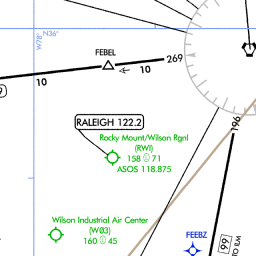 W78°
N36°
FEBEL
269
10
10
RALEIGH 122.2
Rocky Mount/Wilson Rgnl
(RWI)
158 71
ASOS 118.875
196
Wilson Industrial Air Center
(W03)
160 45
FEEBZ
99